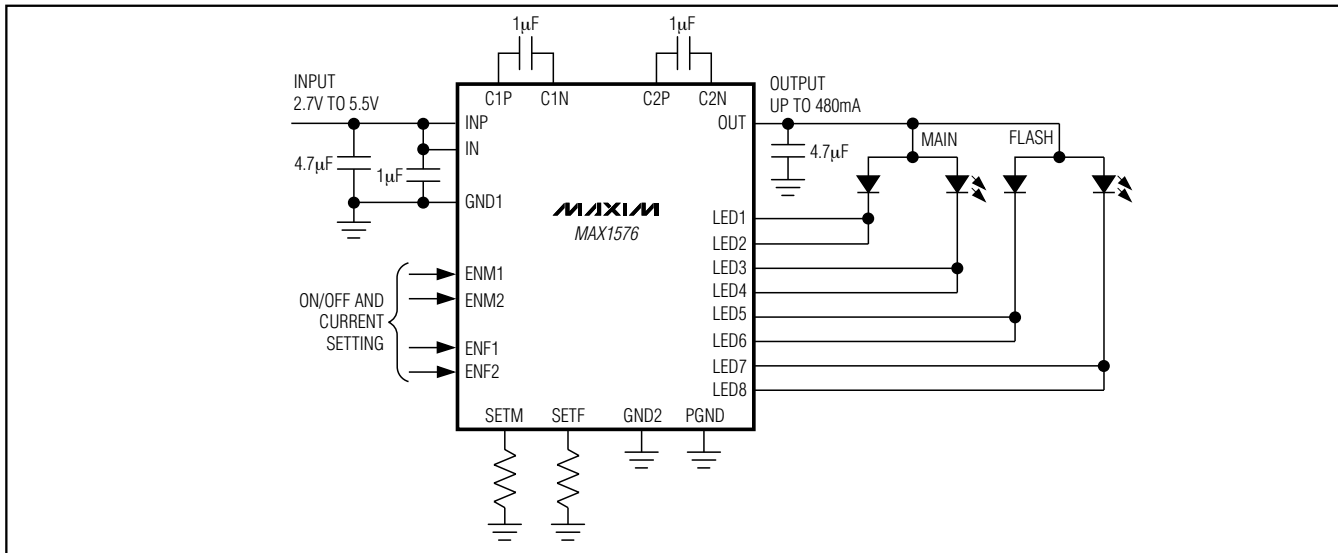 1μF
1μF
INPUT
2.7V TO 5.5V
OUTPUT
UP TO 480mA
C1P
C1N
C2P
C2N
INP
OUT
IN
MAIN
FLASH
4.7μF
1μF
4.7μF
GND1
MAXIM
MAX1576
LED1
LED2
LED3
LED4
LED5
LED6
LED7
LED8
ENM1
ENM2
ENF1
ENF2
ON/OFF AND
CURRENT
SETTING
SETM
SETF
GND2
PGND